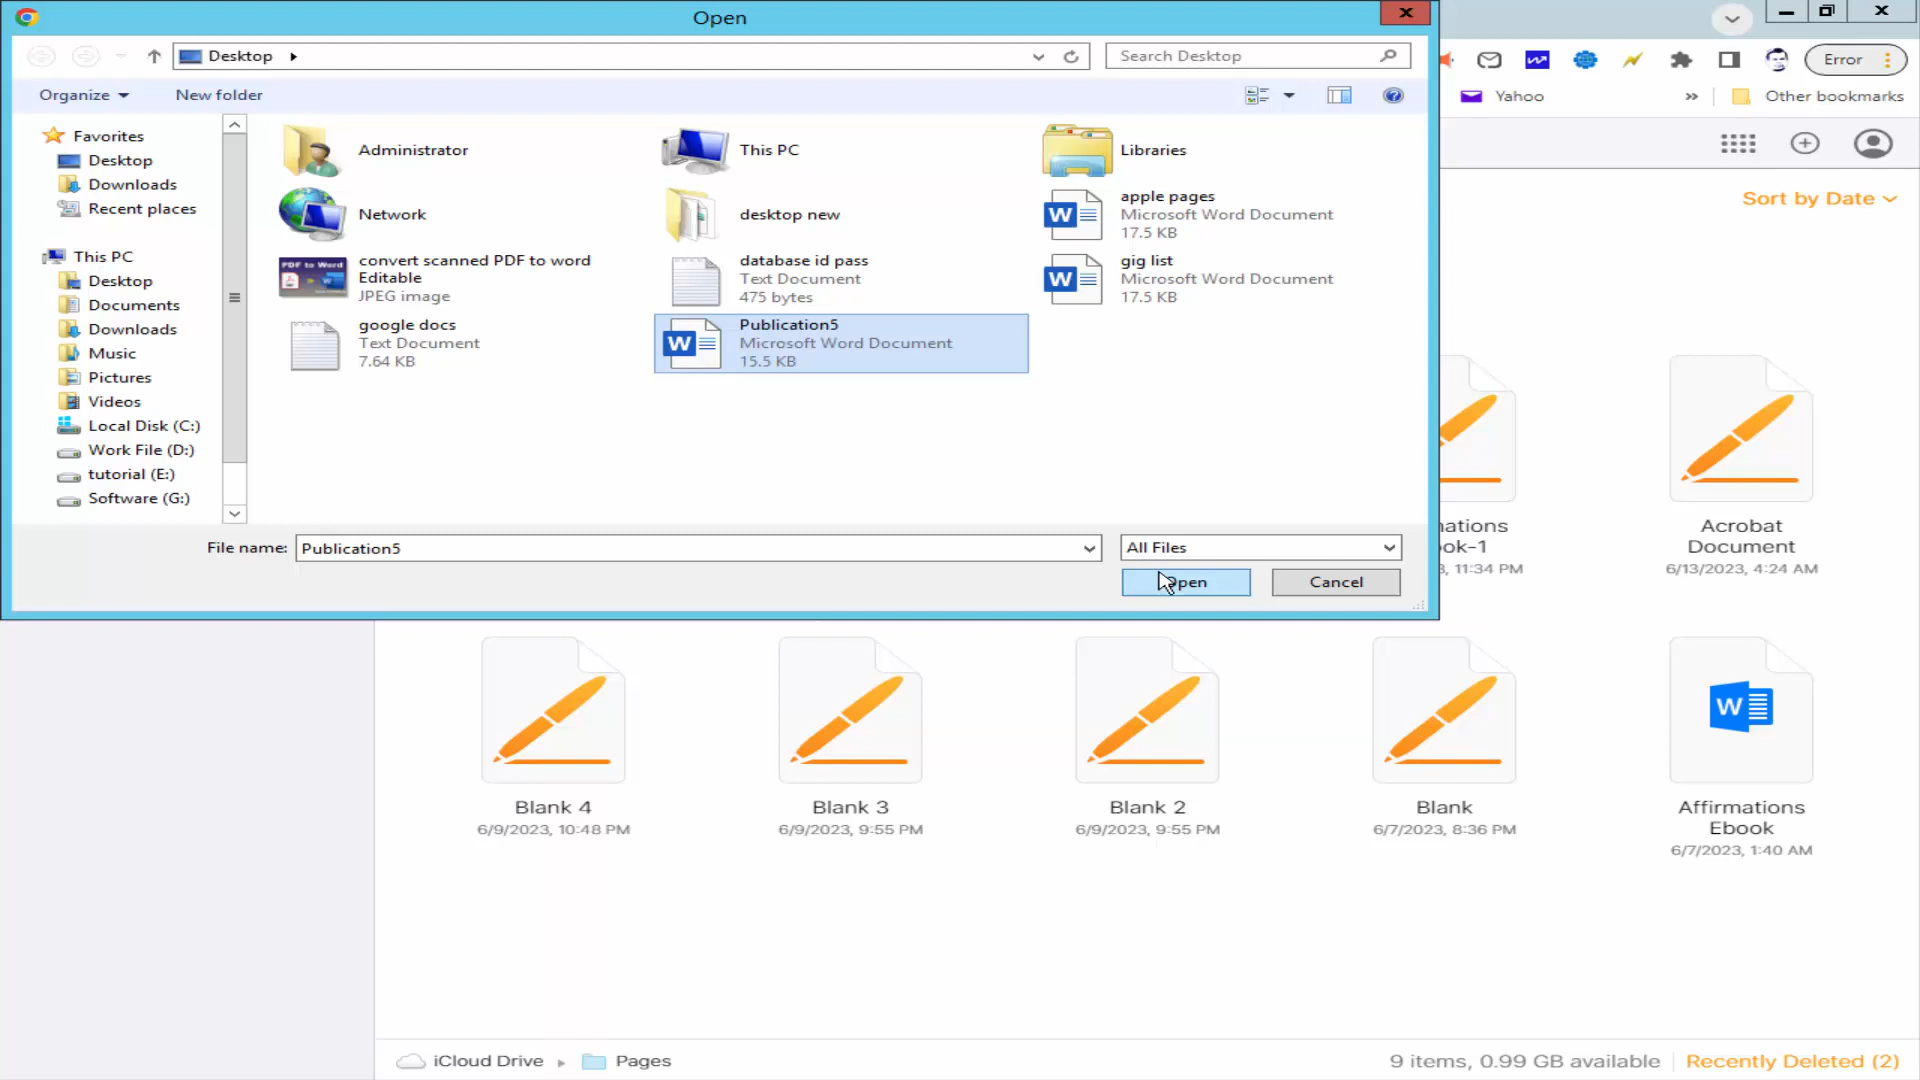 Open
Desktop
Search Desktop
Error
Organize
New folder
Yahoo
Other bookmarks
Favorites
Desktop
Downloads
Recent places
This PC
Desktop
Documents
Downloads
Music
Pictures
Videos
Local Disk (C:)
Work File (D:)
tutorial (E:)
Software (G:)
Administrator
This PC
Libraries
Network
desktop new
apple pages
Microsoft Word Document
17.5 KB
PDF to Word
convert scanned PDF to word
Editable
JPEG image
database id pass
Text Document
475 bytes
gig list
Microsoft Word Document
17.5 KB
google docs
Text Document
7.64 KB
Publication5
Microsoft Word Document
15.5 KB
File name:
Publication5
All Files
Open
Cancel
Sort by Date
nations
ok-1
3, 11:34 PM
Acrobat
Document
6/13/2023, 4:24 AM
Blank 4
6/9/2023, 10:48 PM
Blank 3
6/9/2023, 9:55 PM
Blank 2
6/9/2023, 9:55 PM
Blank
6/7/2023, 8:36 PM
Affirmations
Ebook
6/7/2023, 1:40 AM
iCloud Drive
Pages
9 items, 0.99 GB available
Recently Deleted (2)